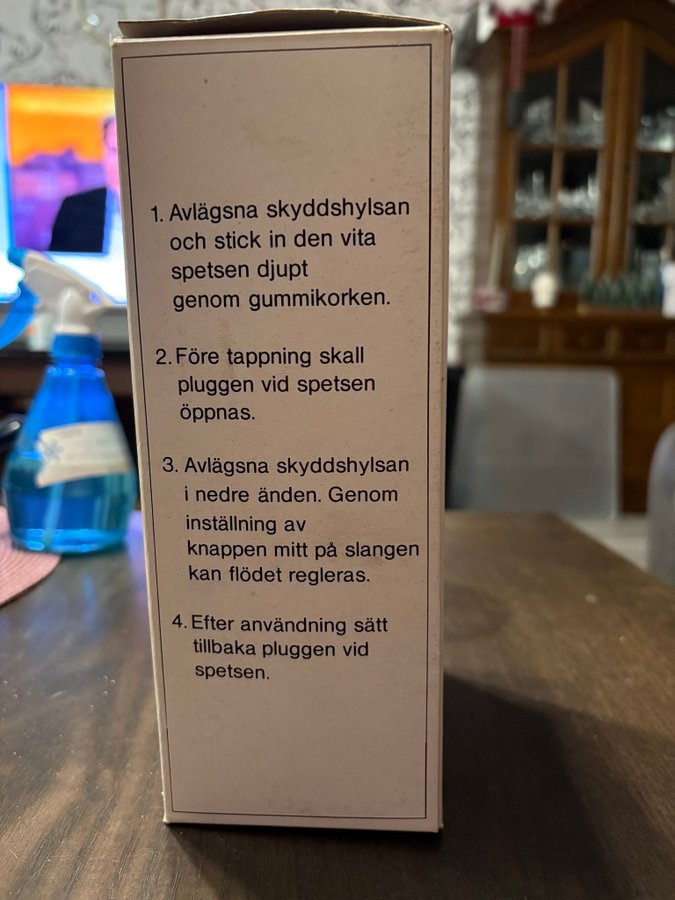 1. Avlägsna skyddshylsan
och stick in den vita
spetsen djupt
genom gummikorken.
2. Före tappning skall
pluggen vid spetsen
öppnas.
3. Avlägsna skyddshylsan
i nedre änden. Genom
inställning av
knappen mitt på slangen
kan flödet regleras.
4. Efter användning sätt
tillbaka pluggen vid
spetsen.